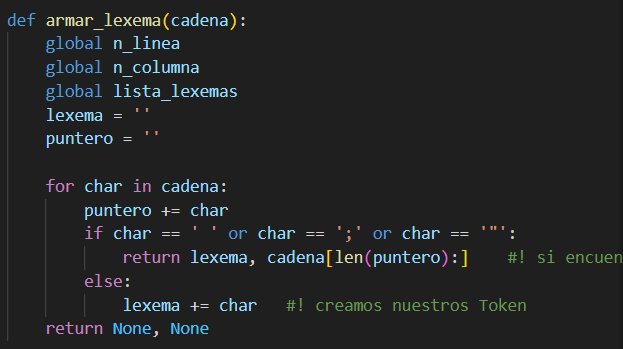 def armar_lexema(cadena):
    global n_linea
    global n_columna
    global lista_lexemas
    lexema = ''
    puntero = ''

    for char in cadena:
        puntero += char
        if char == ' ' or char == ';' or char == '"':
            return lexema, cadena[len(puntero):]    #! si encuen
        else:
            lexema += char   #! creamos nuestros Token
    return None, None